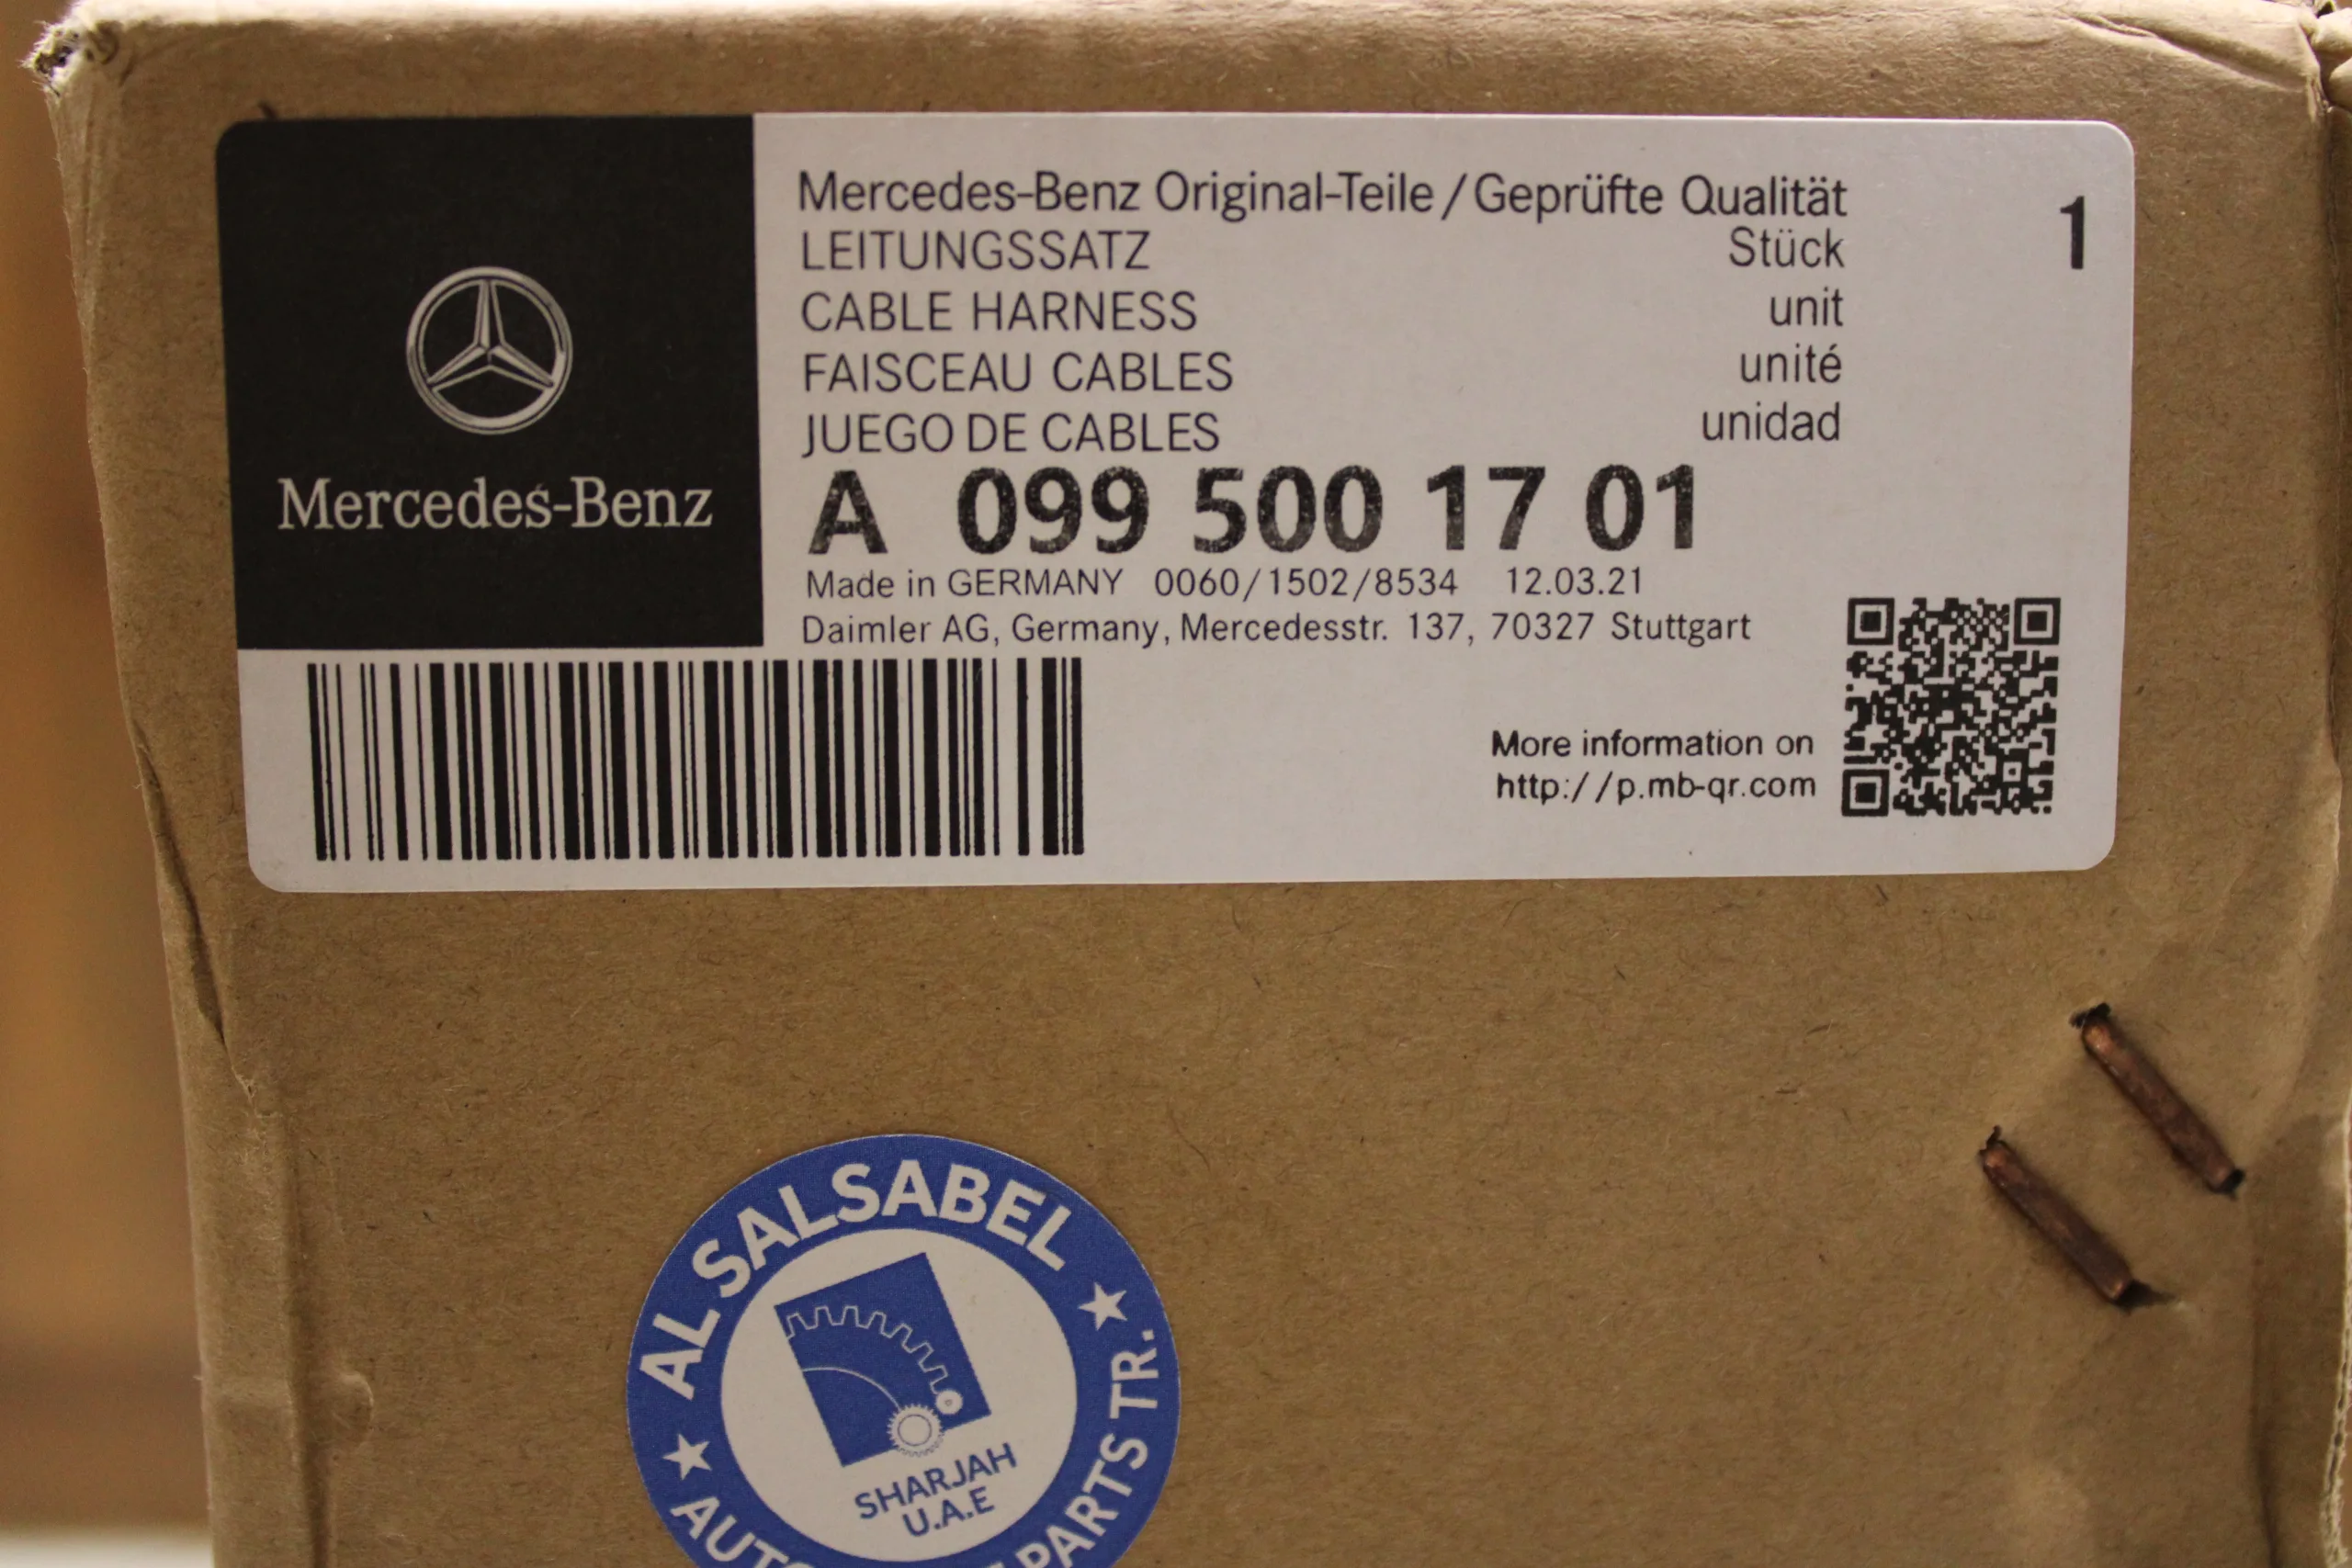 Mercedes-Benz
Mercedes-Benz Original-Teile / Geprüfte Qualität
LEITUNGSSATZ Stück 1
CABLE HARNESS unit
FAISCEAU CABLES unité
JUEGO DE CABLES unidad
A 099 500 17 01
Made in GERMANY 0060/1502/8534 12.03.21
Daimler AG, Germany, Mercedesstr. 137, 70327 Stuttgart
More information on
http://p.mb-qr.com
AL SALSABEL
SHARJAH
U.A.E
PARTS TR.